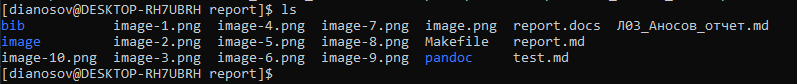 [dianosov@DESKTOP-RH7UBRH report]$ ls
bib image-1.png image-4.png image-7.png image.png report.docs Л03_Аносов_отчет.md
image image-2.png image-5.png image-8.png Makefile report.md
image-10.png image-3.png image-6.png image-9.png pandoc test.md
[dianosov@DESKTOP-RH7UBRH report]$